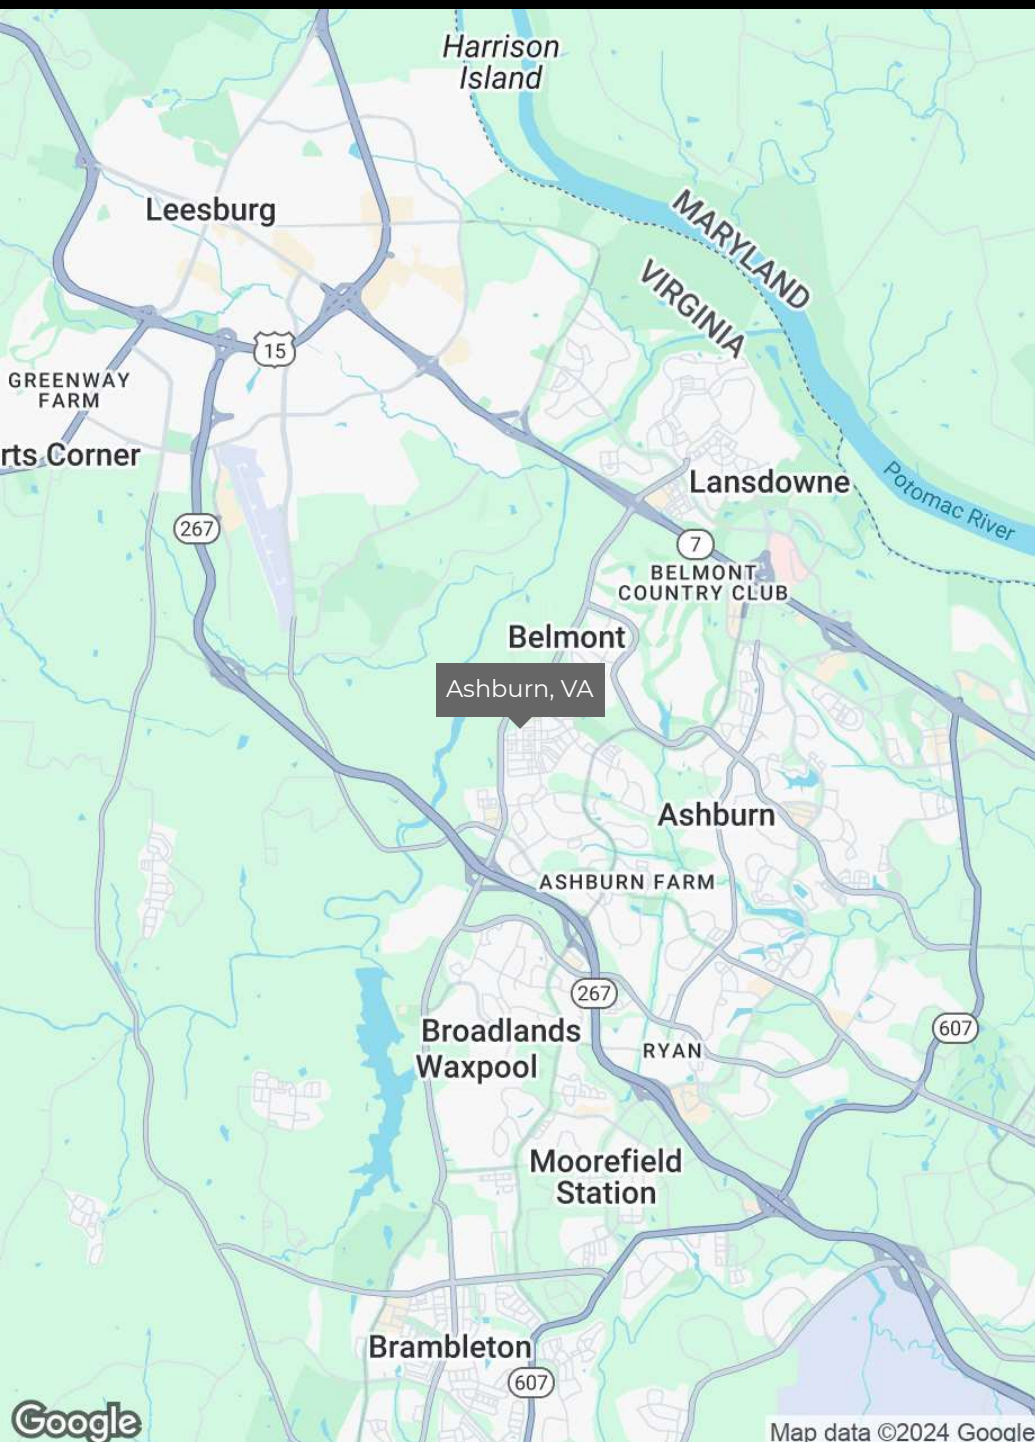 Harrison
Island
Leesburg
MARYLAND
VIRGINIA
15
GREENWAY
FARM
rts Corner
Lansdowne
Potomac River
267
7
BELMONT
COUNTRY CLUB
Belmont
Ashburn, VA
Ashburn
ASHBURN FARM
267
607
Broadlands
RYAN
Waxpool
Moorefield
Station
Brambleton
607
Google
Map data ©2024 Google